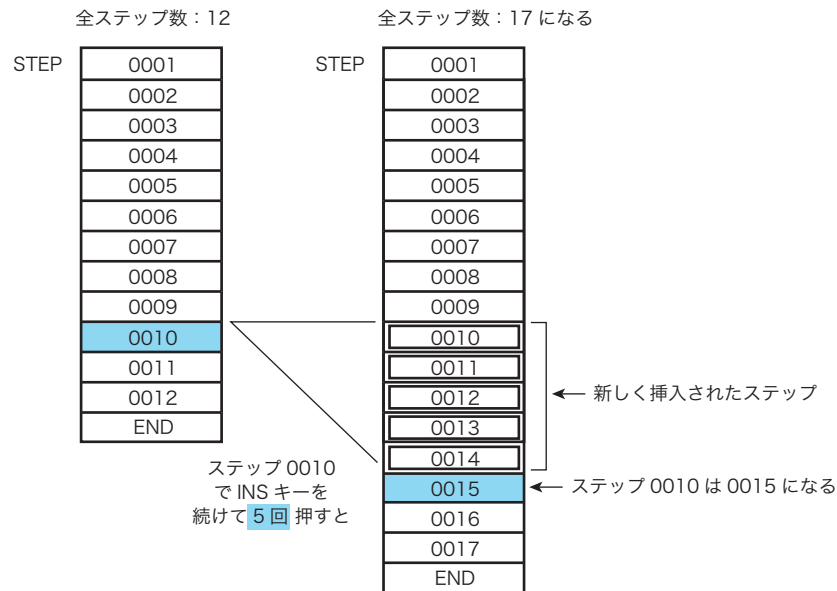 全ステップ数：12
STEP
0001
0002
0003
0004
0005
0006
0007
0008
0009
0010
0011
0012
END
ステップ 0010
で INS キーを
続けて 5 回 押すと
全ステップ数：17 になる
STEP
0001
0002
0003
0004
0005
0006
0007
0008
0009
0010
0011
0012
0013
0014
0015
0016
0017
END
新しく挿入されたステップ
ステップ 0010 は 0015 になる